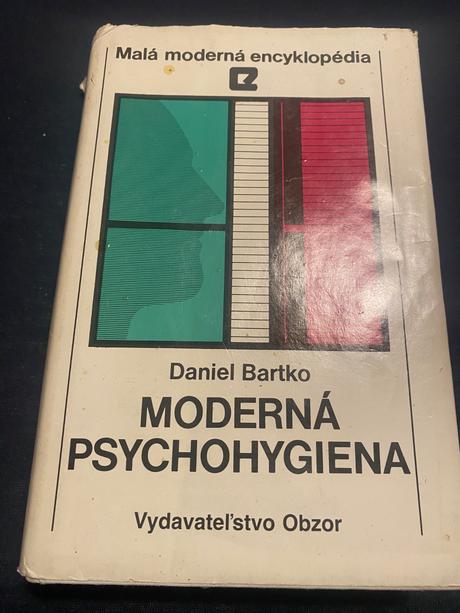 Malá moderná encyklopédia
Daniel Bartko
MODERNÁ
PSYCHOHYGIENA
Vydavateľstvo Obzor